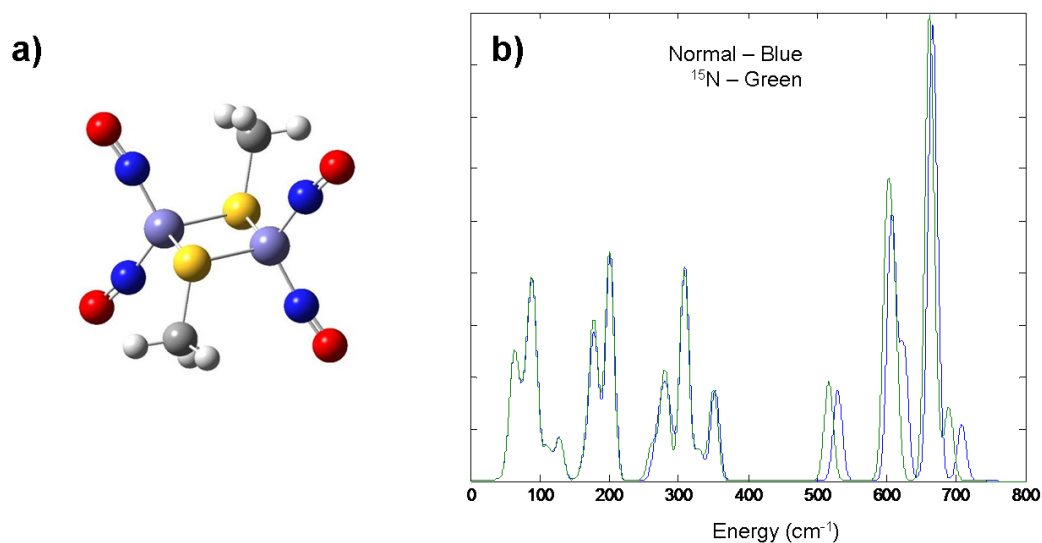 a)
b)
Normal – Blue
¹⁵N – Green
0 100 200 300 400 500 600 700 800
Energy (cm⁻¹)